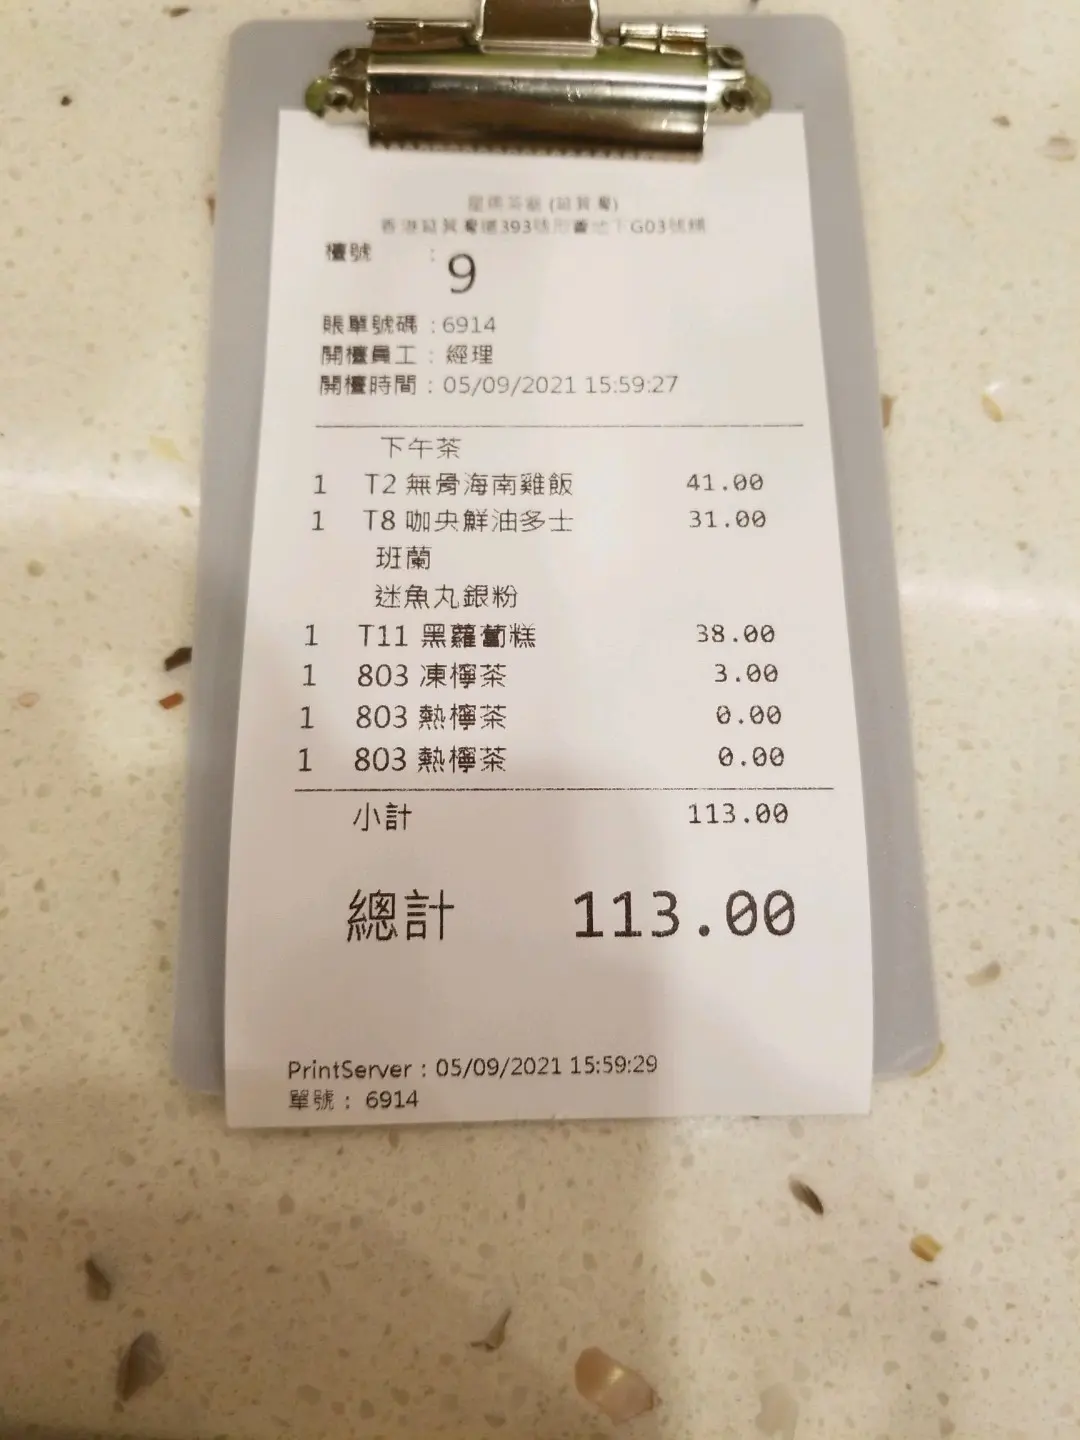 檯號 : 9
賬單號碼 : 6914
開檯員工 : 經理
開檯時間 : 05/09/2021 15:59:27
下午茶
1 T2 無骨海南雞飯 41.00
1 T8 咖央鮮油多士 31.00
班蘭
迷魚丸銀粉
1 T11 黑蘿蔔糕 38.00
1 803 凍檸茶 3.00
1 803 熱檸茶 0.00
1 803 熱檸茶 0.00
小計 113.00
總計 113.00
PrintServer : 05/09/2021 15:59:29
單號 : 6914